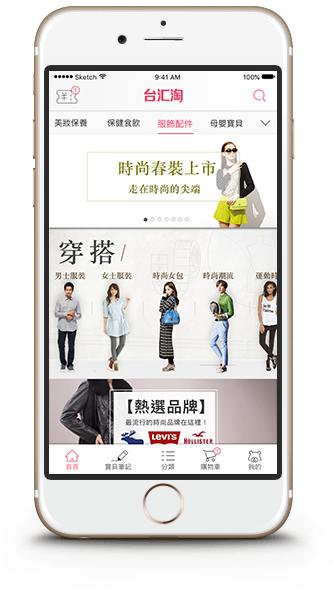 Sketch 9:41 AM 100%
¥ 1 台汇淘
美妝保養 保健食飲 服飾配件 母嬰寶貝
時尚春裝上市
走在時尚的尖端
穿搭/
男士服裝 女士服裝 時尚女包 時尚潮流 運動時
【熱選品牌】
最流行的時尚品牌在這裡！
LEVI'S HOLLISTER
1
首頁 寶貝筆記 分類 購物車 我的